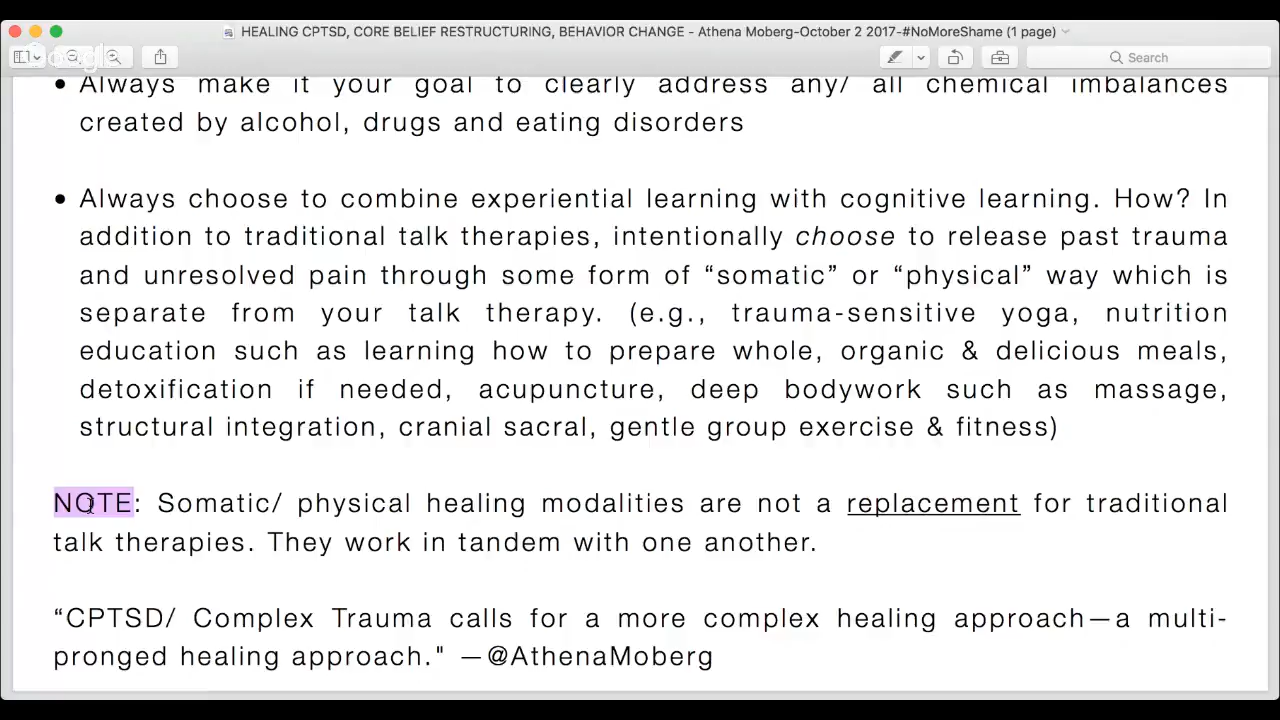 HEALING CPTSD, CORE BELIEF RESTRUCTURING, BEHAVIOR CHANGE - Athena Moberg-October 2 2017-#NoMoreShame (1 page)
Google
Search
• Always make it your goal to clearly address any/ all chemical imbalances
created by alcohol, drugs and eating disorders
• Always choose to combine experiential learning with cognitive learning. How? In
addition to traditional talk therapies, intentionally choose to release past trauma
and unresolved pain through some form of “somatic” or “physical” way which is
separate from your talk therapy. (e.g., trauma-sensitive yoga, nutrition
education such as learning how to prepare whole, organic & delicious meals,
detoxification if needed, acupuncture, deep bodywork such as massage,
structural integration, cranial sacral, gentle group exercise & fitness)
NOTE: Somatic/ physical healing modalities are not a replacement for traditional
talk therapies. They work in tandem with one another.
“CPTSD/ Complex Trauma calls for a more complex healing approach—a multi-
pronged healing approach." —@AthenaMoberg